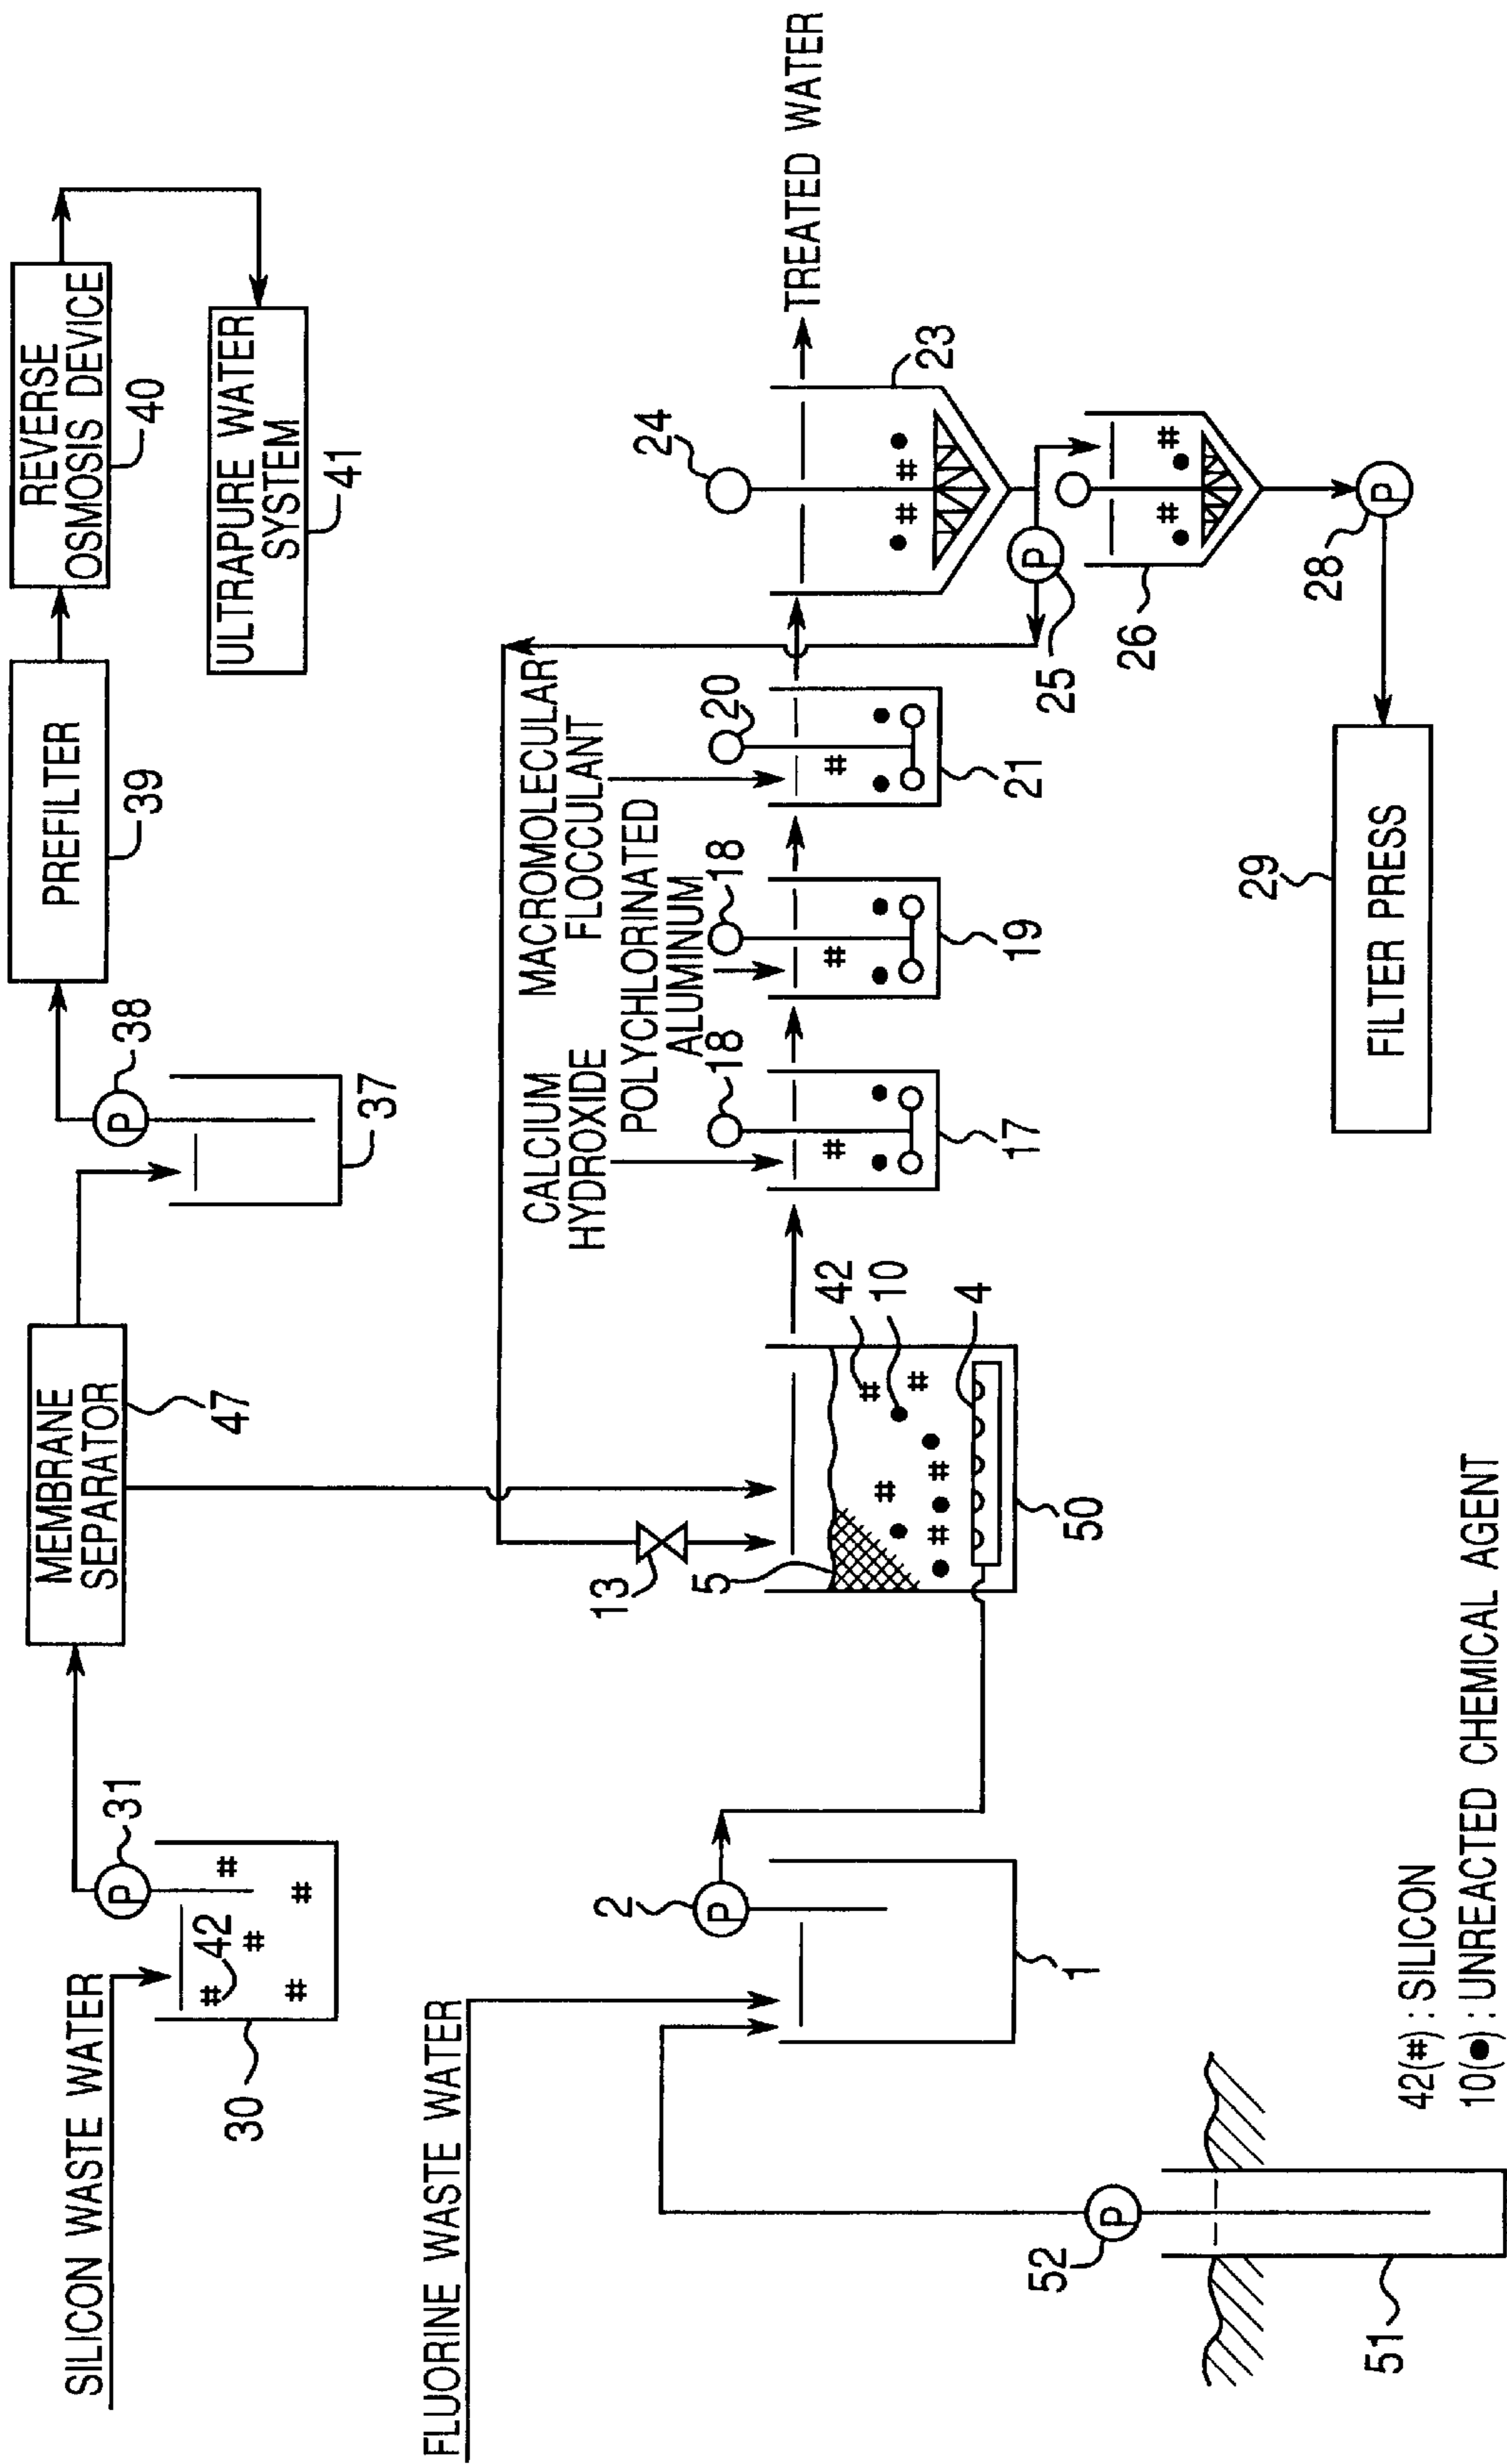 SILICON WASTE WATER
30
42
31
P
MEMBRANE
SEPARATOR
47
P
38
37
PREFILTER
39
REVERSE
OSMOSIS DEVICE
40
ULTRAPURE WATER
SYSTEM
41
FLUORINE WASTE WATER
2
P
1
52
P
51
13
5
42
10
4
50
CALCIUM
HYDROXIDE
18
17
POLYCHLORINATED
ALUMINUM
18
19
MACROMOLECULAR
FLOCCULANT
20
21
24
23
TREATED WATER
P
25
26
28
P
29
FILTER PRESS
42(#) : SILICON
10(●) : UNREACTED CHEMICAL AGENT